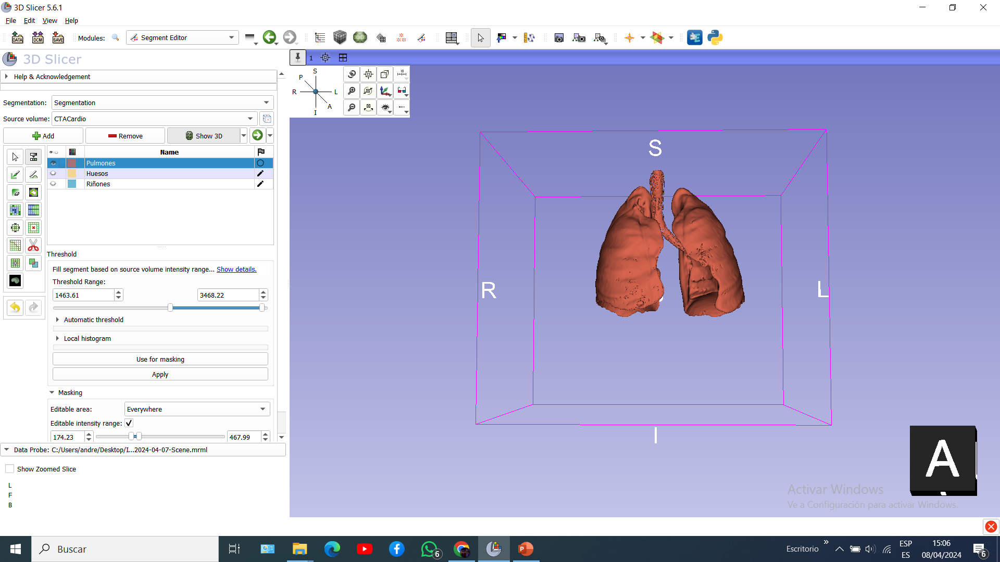 3D Slicer 5.6.1
File Edit View Help
DATA DCM SAVE Modules: Segment Editor
3D Slicer
1
Help & Acknowledgement
S
P
R L
A
I
Segmentation: Segmentation
Source volume: CTACardio
Add Remove Show 3D
Name
Pulmones
Huesos
Riñones
Threshold
Fill segment based on source volume intensity range... Show details.
Threshold Range:
1463.61 3468.22
Automatic threshold
Local histogram
Use for masking
Apply
Masking
Editable area: Everywhere
Editable intensity range:
174.23 467.99
Data Probe: C:/Users/andre/Desktop/I...2024-04-07-Scene.mrml
Show Zoomed Slice
L
F
B
S
R L
I
A
Activar Windows
Ve a Configuración para activar Windows.
Buscar
6
P
Escritorio
ESP
ES
15:06
08/04/2024
6